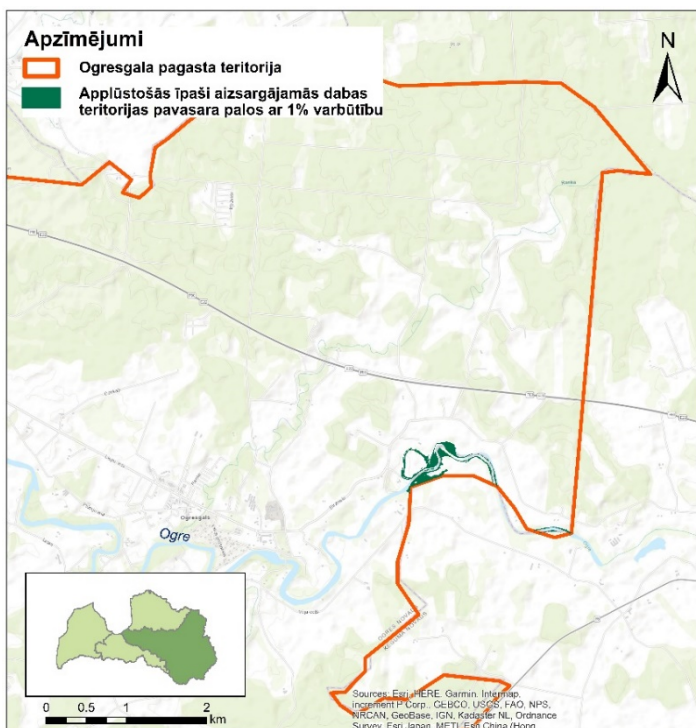 Apzīmējumi
Ogresgala pagasta teritorija
Applūstošās īpaši aizsargājamās dabas
teritorijas pavasara palos ar 1% varbūtību
N
Ogresgals
Ogre
0 0.5 1 2
km
Sources: Esri, HERE, Garmin, Intermap,
increment P Corp., GEBCO, USGS, FAO, NPS,
NRCAN, GeoBase, IGN, Kadaster NL, Ordnance
Survey, Esri Japan, METI, Esri China (Hong